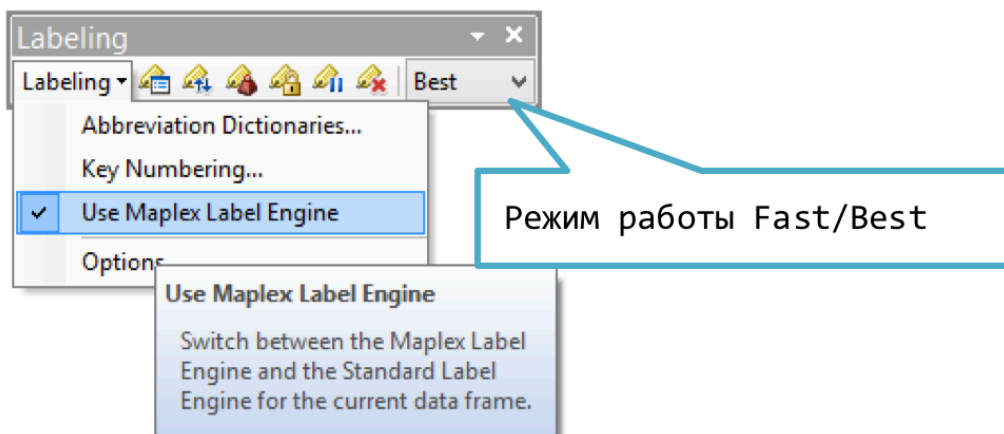 Labeling
Labeling Best
Abbreviation Dictionaries...
Key Numbering...
Use Maplex Label Engine
Options
Режим работы Fast/Best
Use Maplex Label Engine
Switch between the Maplex Label
Engine and the Standard Label
Engine for the current data frame.